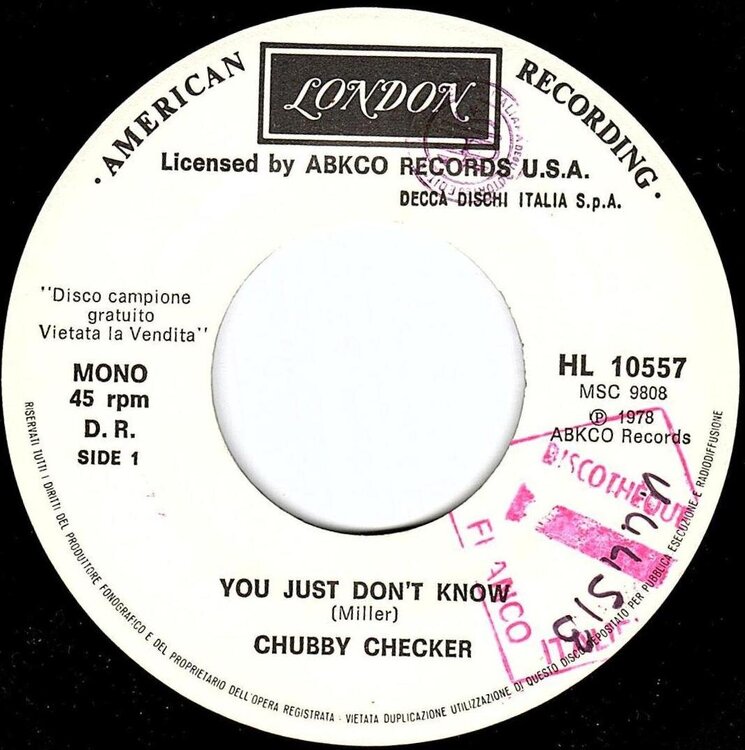 · AMERICAN RECORDING ·
LONDON
Licensed by ABKCO RECORDS U.S.A.
DECCA DISCHI ITALIA S.p.A.
"Disco campione
gratuito
Vietata la Vendita"
MONO
45 rpm
D. R.
SIDE 1
HL 10557
MSC 9808
℗ 1978
ABKCO Records
DISCOTHEQUE
FLANCO
ITALIA
YOU JUST DON'T KNOW
(Miller)
CHUBBY CHECKER
RISERVATI TUTTI I DIRITTI DEL PRODUTTORE FONOGRAFICO E DEL PROPRIETARIO DELL'OPERA REGISTRATA · VIETATA DUPLICAZIONE UTILIZZAZIONE DI QUESTO DISCO DEPOSITATO PER PUBBLICA ESECUZIONE E RADIODIFFUSIONE